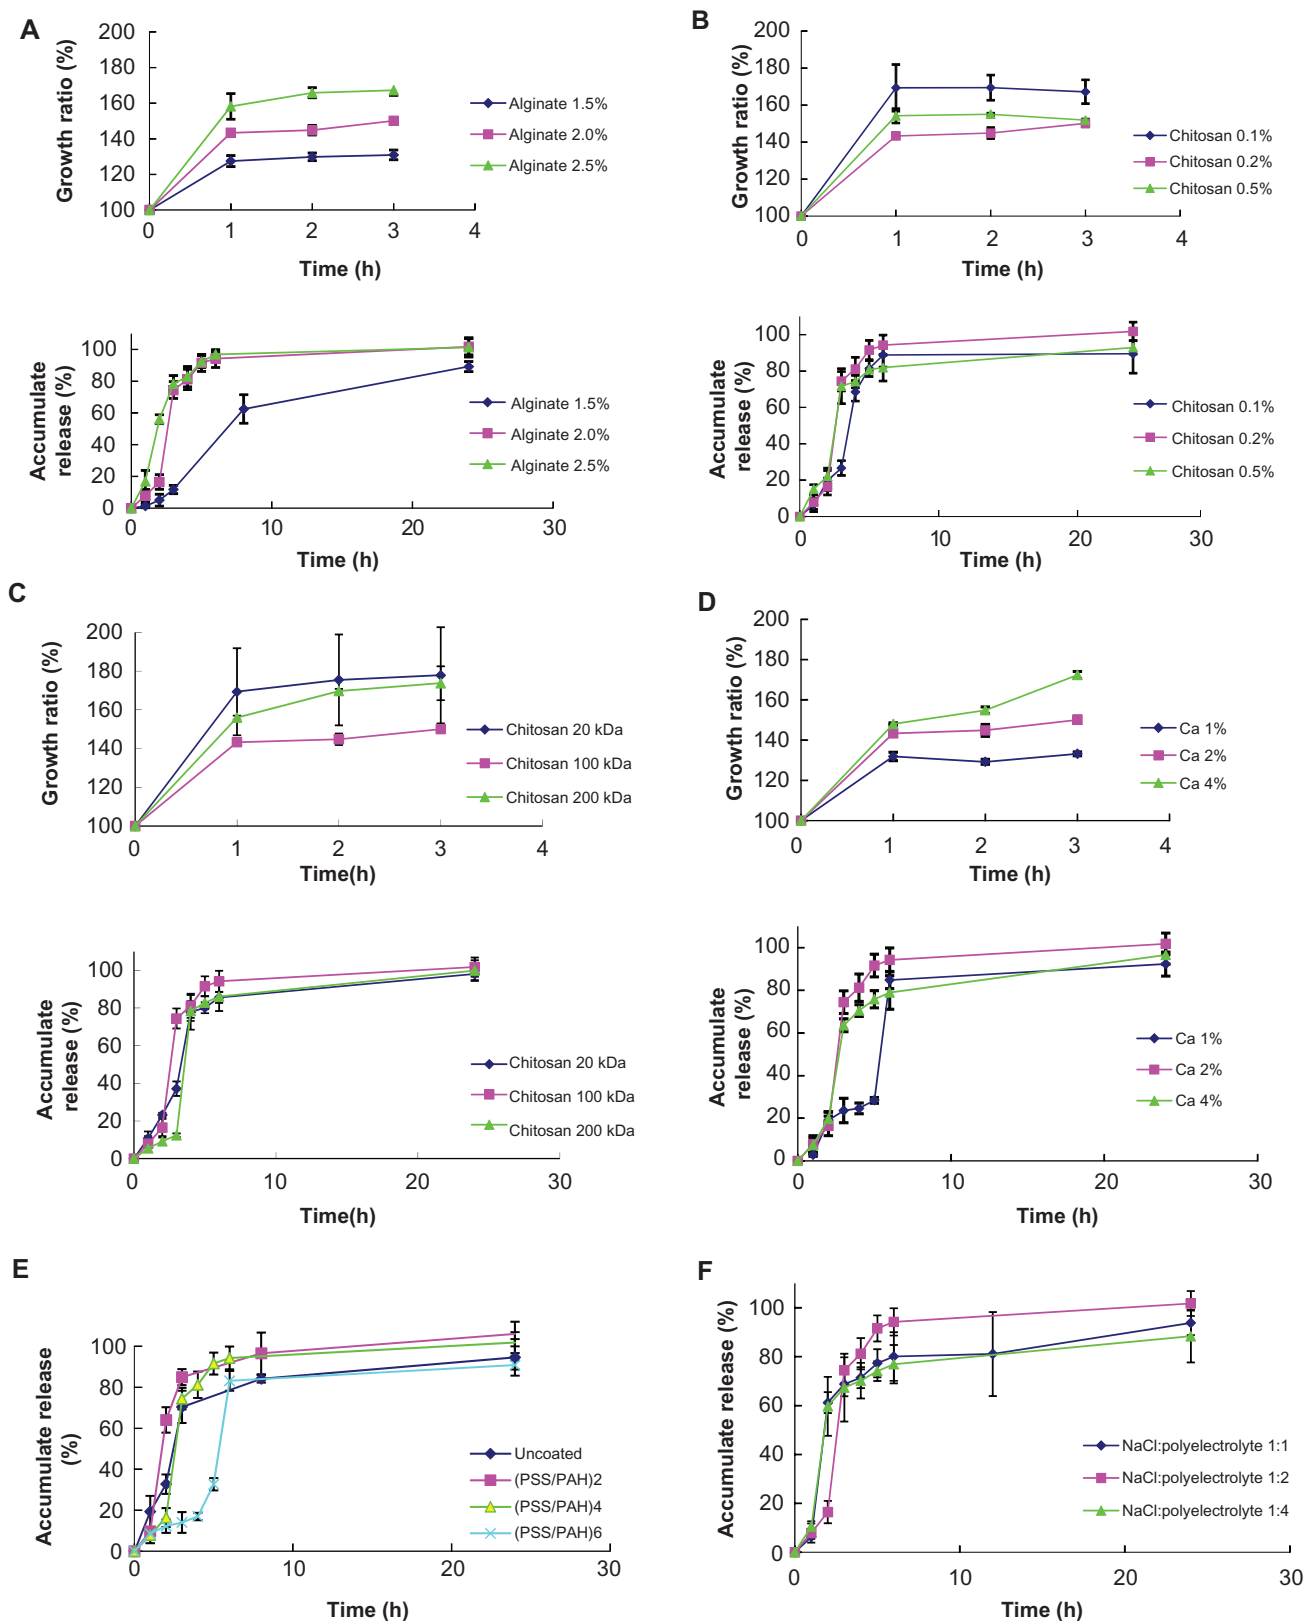 A
Growth ratio (%)
200
180
160
140
120
100
0 1 2 3 4
Time (h)
Alginate 1.5%
Alginate 2.0%
Alginate 2.5%
Accumulate
release (%)
100
80
60
40
20
0
0 10 20 30
Time (h)
Alginate 1.5%
Alginate 2.0%
Alginate 2.5%
B
Growth ratio (%)
200
180
160
140
120
100
0 1 2 3 4
Time (h)
Chitosan 0.1%
Chitosan 0.2%
Chitosan 0.5%
Accumulate
release (%)
100
80
60
40
20
0
0 10 20 30
Time (h)
Chitosan 0.1%
Chitosan 0.2%
Chitosan 0.5%
C
Growth ratio (%)
200
180
160
140
120
100
0 1 2 3 4
Time(h)
Chitosan 20 kDa
Chitosan 100 kDa
Chitosan 200 kDa
Accumulate
release (%)
100
80
60
40
20
0
0 10 20 30
Time(h)
Chitosan 20 kDa
Chitosan 100 kDa
Chitosan 200 kDa
D
Growth ratio (%)
200
180
160
140
120
100
0 1 2 3 4
Time (h)
Ca 1%
Ca 2%
Ca 4%
Accumulate
release (%)
100
80
60
40
20
0
0 10 20 30
Time (h)
Ca 1%
Ca 2%
Ca 4%
E
Accumulate release
(%)
100
80
60
40
20
0
0 10 20 30
Time (h)
Uncoated
(PSS/PAH)2
(PSS/PAH)4
(PSS/PAH)6
F
Accumulate release (%)
100
80
60
40
20
0
0 10 20 30
Time (h)
NaCl:polyelectrolyte 1:1
NaCl:polyelectrolyte 1:2
NaCl:polyelectrolyte 1:4